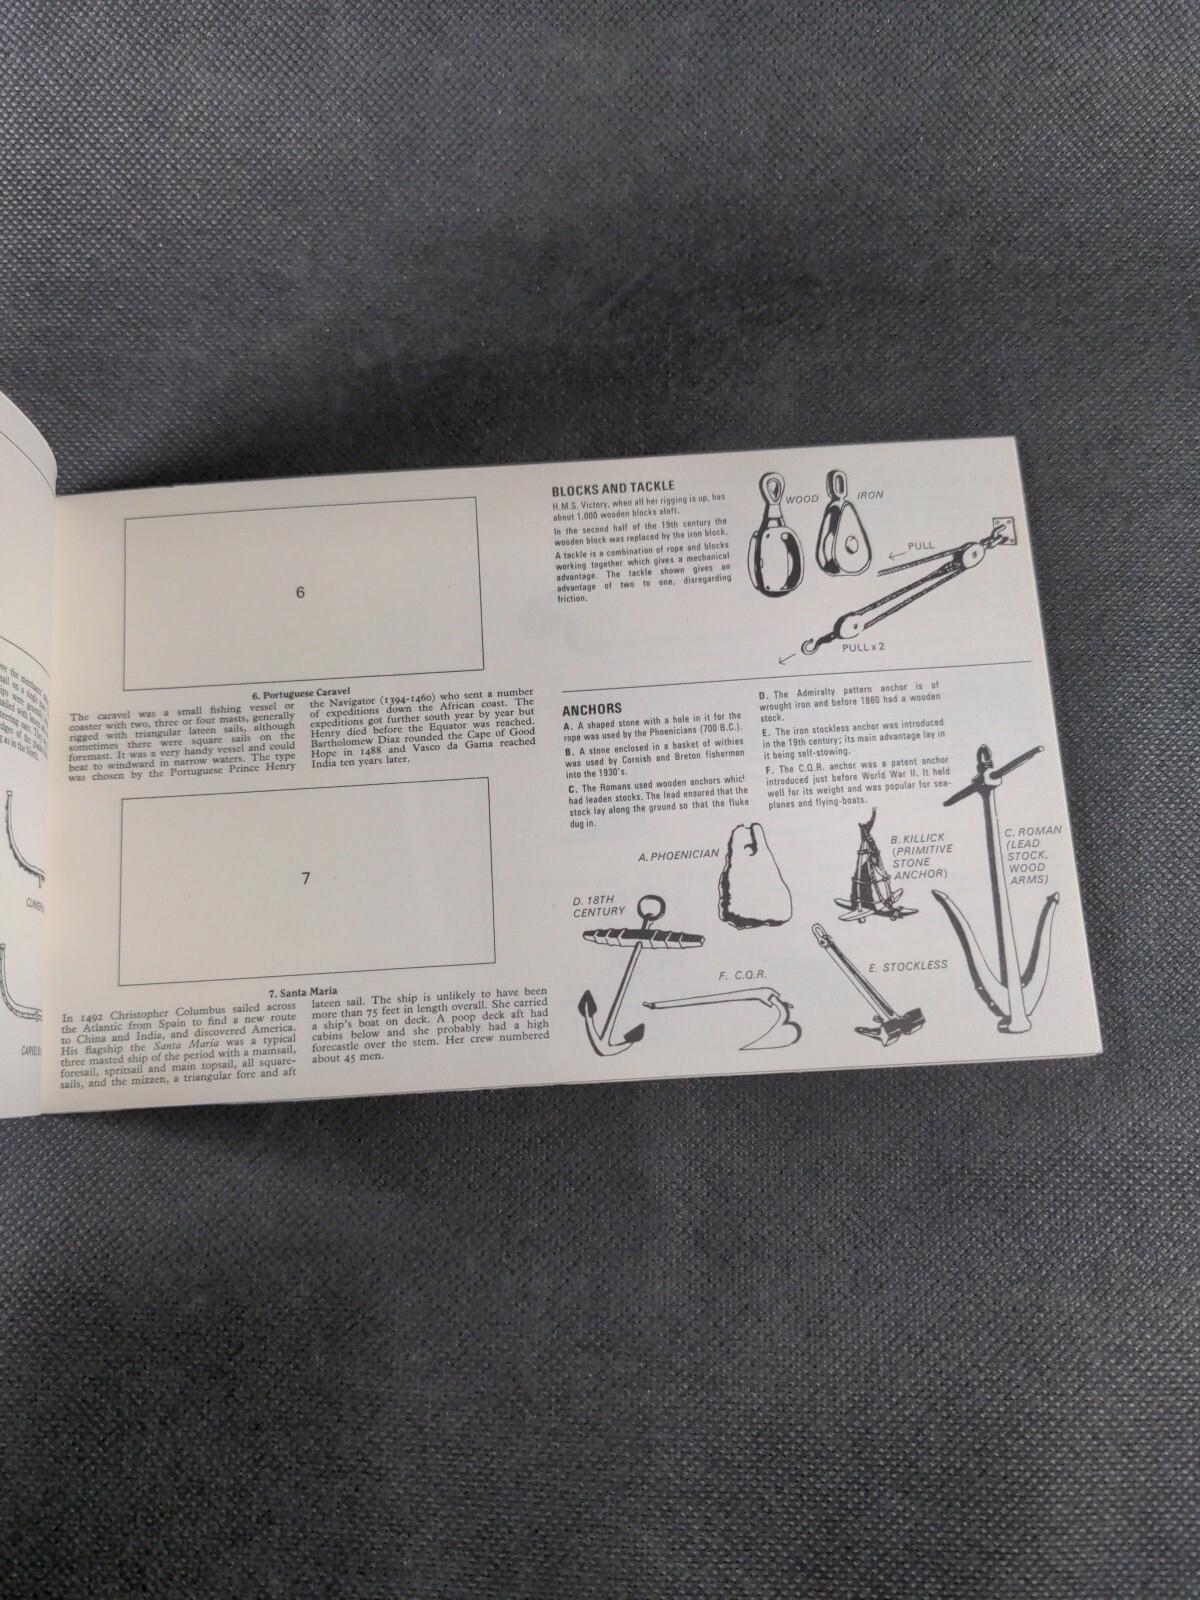 6
6. Portuguese Caravel
The caravel was a small fishing vessel or
coaster with two, three or four masts, generally
rigged with triangular lateen sails, although
sometimes there were square sails on the
foremast. It was a very handy vessel and could
beat to windward in narrow waters. The type
was chosen by the Portuguese Prince Henry
the Navigator (1394-1460) who sent a number
of expeditions down the African coast. The
expeditions got further south year by year but
Henry died before the Equator was reached.
Bartholomew Diaz rounded the Cape of Good
Hope in 1488 and Vasco da Gama reached
India ten years later.
7
7. Santa Maria
In 1492 Christopher Columbus sailed across
the Atlantic from Spain to find a new route
to China and India, and discovered America.
His flagship the Santa Maria was a typical
three masted ship of the period with a mainsail,
foresail, spritsail and main topsail, all square-
sails, and the mizzen, a triangular fore and aft
lateen sail. The ship is unlikely to have been
more than 75 feet in length overall. She carried
a ship's boat on deck. A poop deck aft had
cabins below and she probably had a high
forecastle over the stem. Her crew numbered
about 45 men.
BLOCKS AND TACKLE
H.M.S. Victory, when all her rigging is up, has
about 1,000 wooden blocks aloft.
In the second half of the 19th century the
wooden block was replaced by the iron block.
A tackle is a combination of rope and blocks
working together which gives a mechanical
advantage. The tackle shown gives an
advantage of two to one, disregarding
friction.
WOOD
IRON
PULL
PULL x 2
ANCHORS
A. A shaped stone with a hole in it for the
rope was used by the Phoenicians (700 B.C.).
B. A stone enclosed in a basket of withies
was used by Cornish and Breton fishermen
into the 1930's.
C. The Romans used wooden anchors which
had leaden stocks. The lead ensured that the
stock lay along the ground so that the fluke
dug in.
D. The Admiralty pattern anchor is of
wrought iron and before 1860 had a wooden
stock.
E. The iron stockless anchor was introduced
in the 19th century; its main advantage lay in
it being self-stowing.
F. The C.Q.R. anchor was a patent anchor
introduced just before World War II. It held
well for its weight and was popular for sea-
planes and flying-boats.
A. PHOENICIAN
B. KILLICK
(PRIMITIVE
STONE
ANCHOR)
C. ROMAN
(LEAD
STOCK,
WOOD
ARMS)
D. 18TH
CENTURY
E. STOCKLESS
F. C.Q.R.